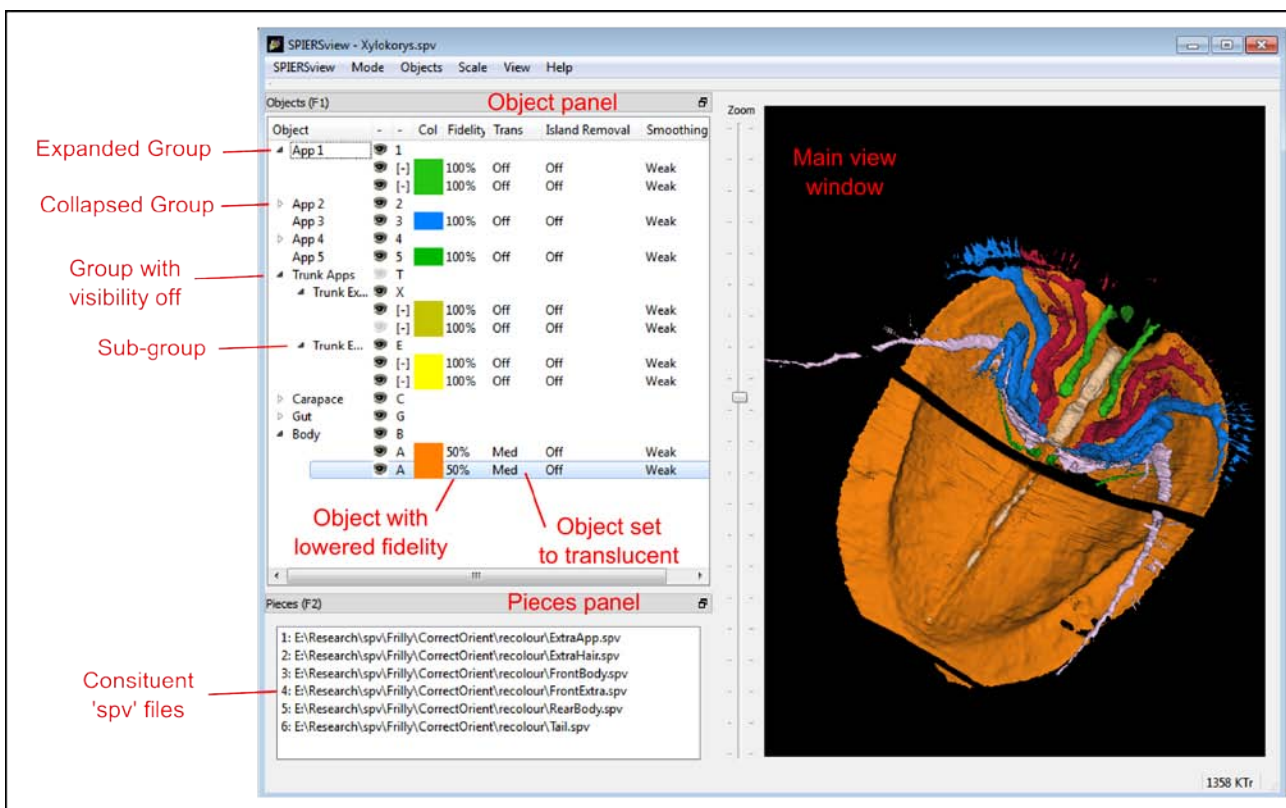 SPIERSview - Xylokorys.spv
SPIERSview Mode Objects Scale View Help
Objects (F1) Object panel
Zoom
Object - - Col Fidelity Trans Island Removal Smoothing
Expanded Group
App 1 1
[-] 100% Off Off Weak
[-] 100% Off Off Weak
Collapsed Group
App 2 2
App 3 3 100% Off Off Weak
App 4 4
App 5 5 100% Off Off Weak
Group with
visibility off
Trunk Apps T
Trunk Ex... X
[-] 100% Off Off Weak
[-] 100% Off Off Weak
Sub-group
Trunk E... E
[-] 100% Off Off Weak
[-] 100% Off Off Weak
Carapace C
Gut G
Body B
A 50% Med Off Weak
A 50% Med Off Weak
Object with
lowered fidelity
Object set
to translucent
Main view
window
Pieces (F2) Pieces panel
1: E:\Research\spv\Frilly\CorrectOrient\recolour\ExtraApp.spv
2: E:\Research\spv\Frilly\CorrectOrient\recolour\ExtraHair.spv
3: E:\Research\spv\Frilly\CorrectOrient\recolour\FrontBody.spv
4: E:\Research\spv\Frilly\CorrectOrient\recolour\FrontExtra.spv
5: E:\Research\spv\Frilly\CorrectOrient\recolour\RearBody.spv
6: E:\Research\spv\Frilly\CorrectOrient\recolour\Tail.spv
Consituent
'spv' files
1358 KTr